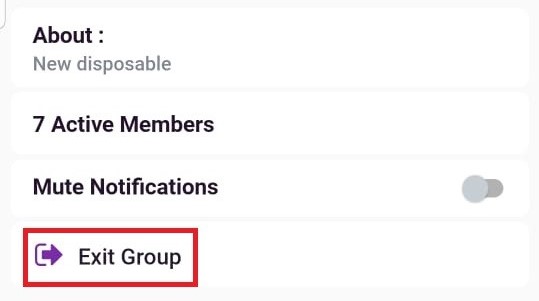 About :
New disposable
7 Active Members
Mute Notifications
Exit Group